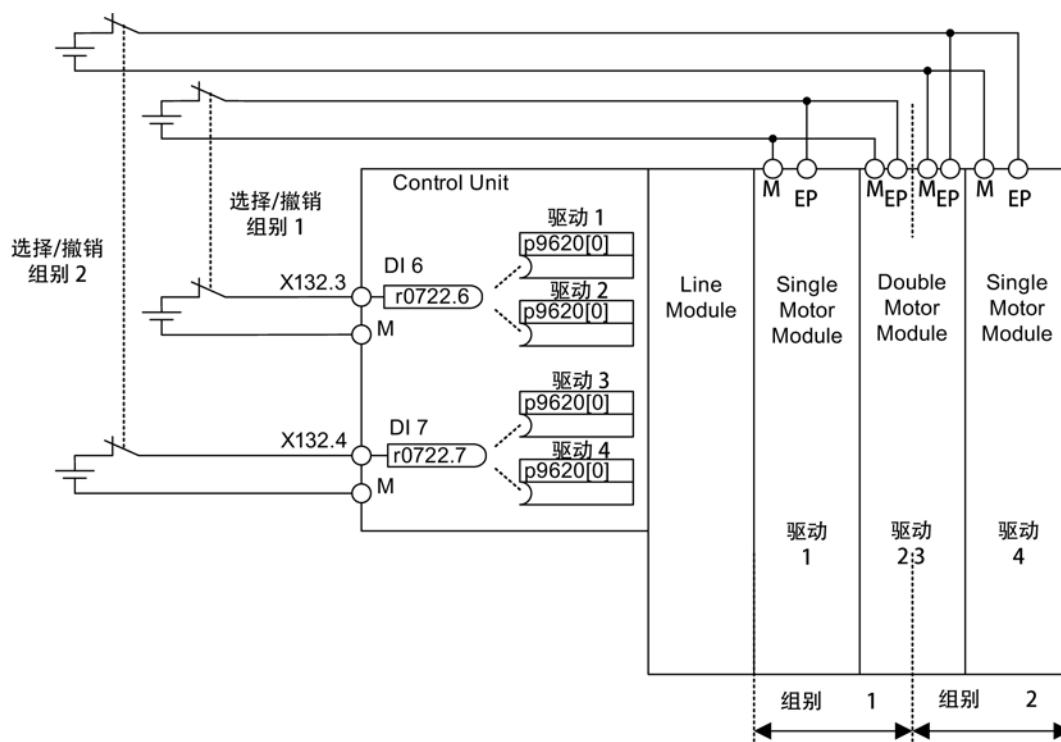 M
EP
M
EP
M
EP
M
EP
Control Unit
选择/撤销
组别 1
选择/撤销
组别 2
X132.3
DI 6
r0722.6
M
驱动 1
p9620[0]
驱动 2
p9620[0]
X132.4
DI 7
r0722.7
M
驱动 3
p9620[0]
驱动 4
p9620[0]
Line
Module
Single
Motor
Module
Double
Motor
Module
Single
Motor
Module
驱动
1
驱动
2 3
驱动
4
组别 1
组别 2